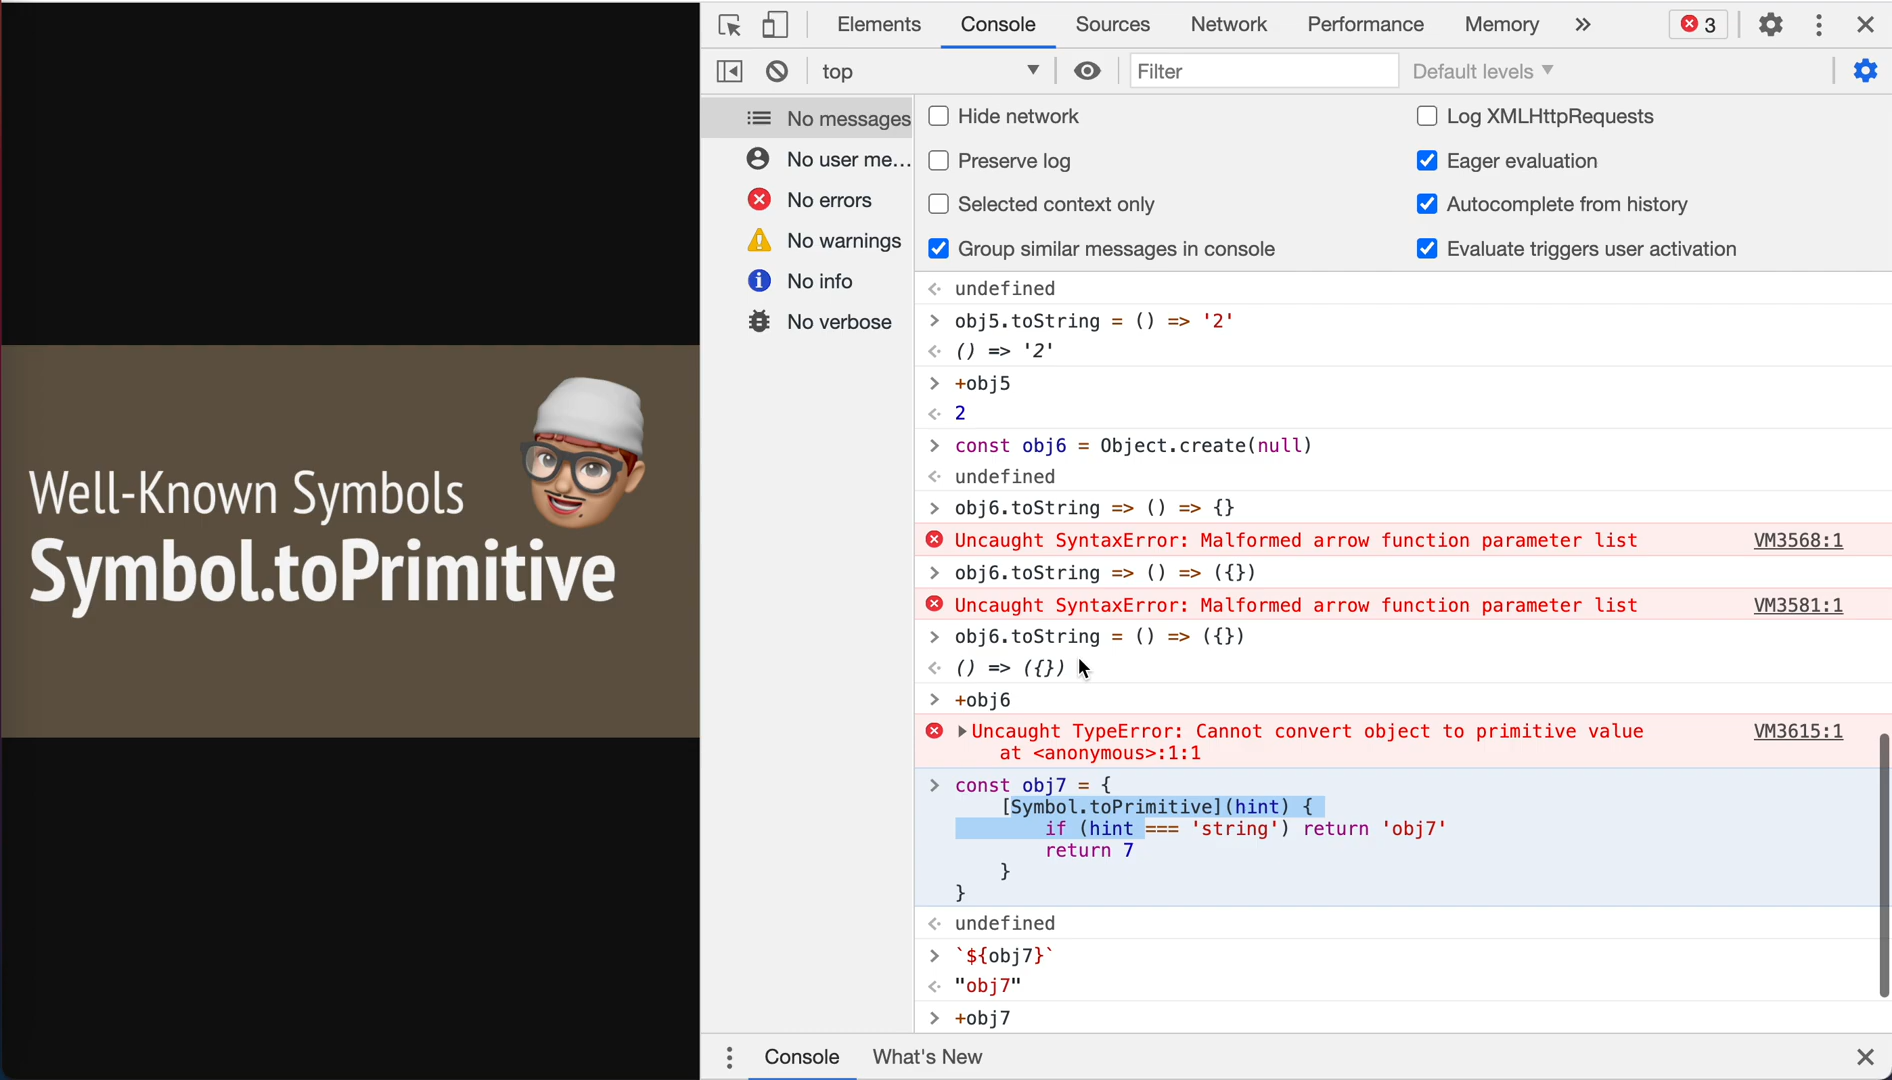 Well-Known Symbols
Symbol.toPrimitive
Elements Console Sources Network Performance Memory » 3
top Filter Default levels
No messages
No user me…
No errors
No warnings
No info
No verbose
Hide network Log XMLHttpRequests
Preserve log Eager evaluation
Selected context only Autocomplete from history
Group similar messages in console Evaluate triggers user activation
undefined
obj5.toString = () => '2'
() => '2'
+obj5
2
const obj6 = Object.create(null)
undefined
obj6.toString => () => {}
Uncaught SyntaxError: Malformed arrow function parameter list VM3568:1
obj6.toString => () => ({})
Uncaught SyntaxError: Malformed arrow function parameter list VM3581:1
obj6.toString = () => ({})
() => ({})
+obj6
Uncaught TypeError: Cannot convert object to primitive value VM3615:1
at <anonymous>:1:1
const obj7 = {
[Symbol.toPrimitive](hint) {
if (hint === 'string') return 'obj7'
return 7
}
}
undefined
`${obj7}`
"obj7"
+obj7
Console What's New